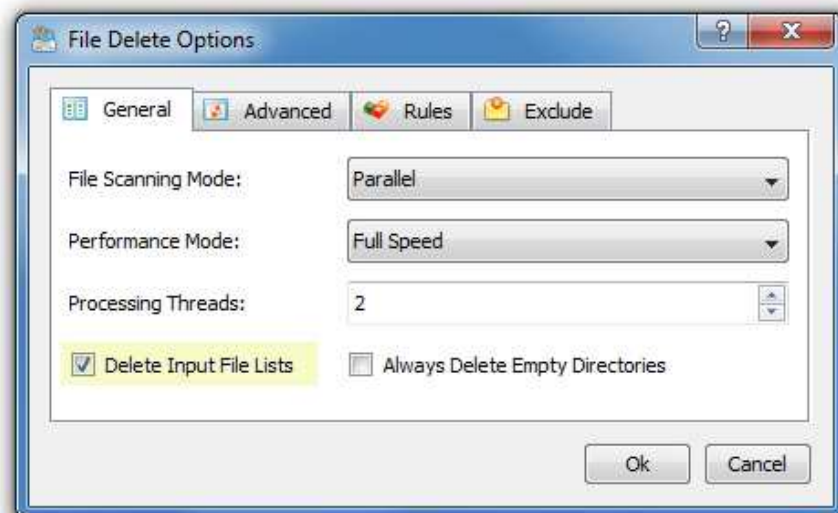 File Delete Options
General Advanced Rules Exclude
File Scanning Mode: Parallel
Performance Mode: Full Speed
Processing Threads: 2
Delete Input File Lists Always Delete Empty Directories
Ok Cancel